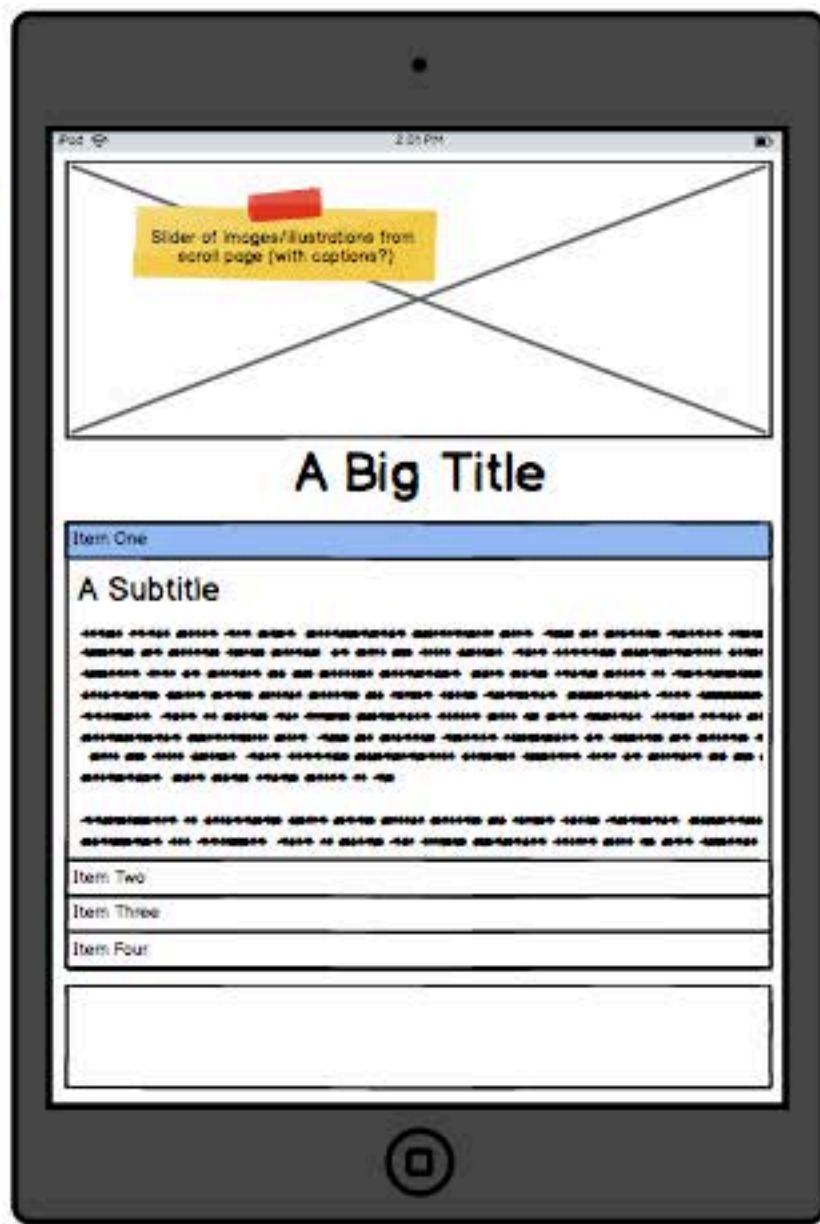 iPad 2:01 PM
Slider of images/illustrations from
scroll page (with captions?)
A Big Title
Item One
A Subtitle
Item Two
Item Three
Item Four